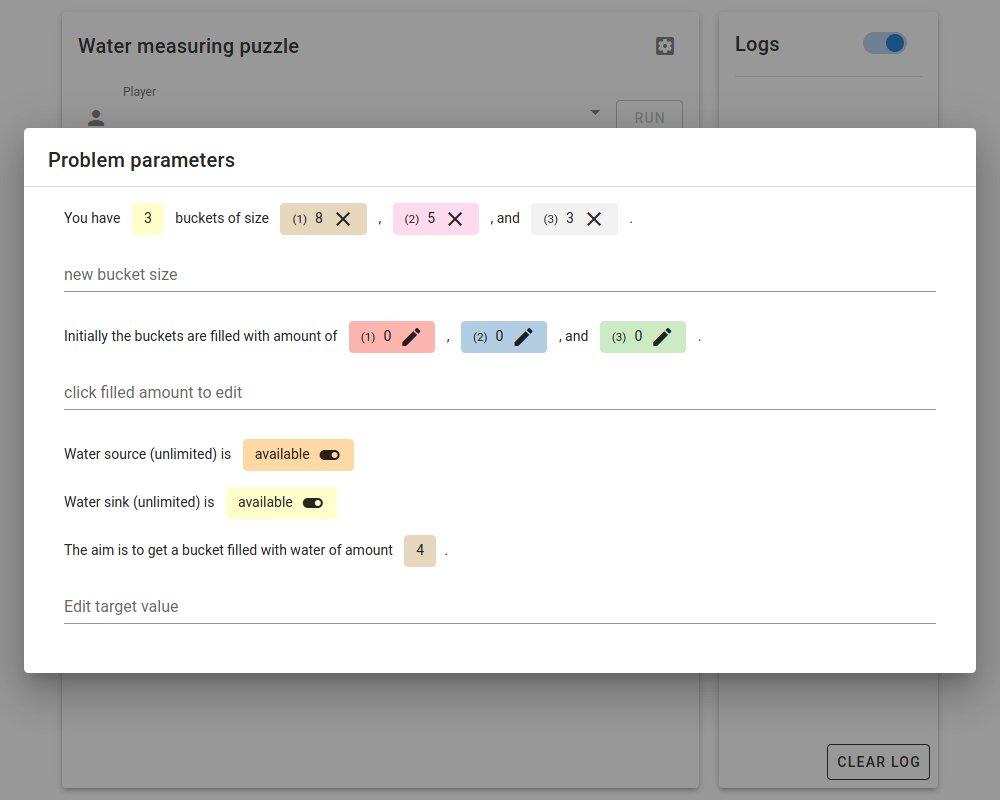 Water measuring puzzle
Logs
Player
RUN
Problem parameters
You have 3 buckets of size (1) 8 , (2) 5 , and (3) 3 .
new bucket size
Initially the buckets are filled with amount of (1) 0 , (2) 0 , and (3) 0 .
click filled amount to edit
Water source (unlimited) is available
Water sink (unlimited) is available
The aim is to get a bucket filled with water of amount 4 .
Edit target value
CLEAR LOG